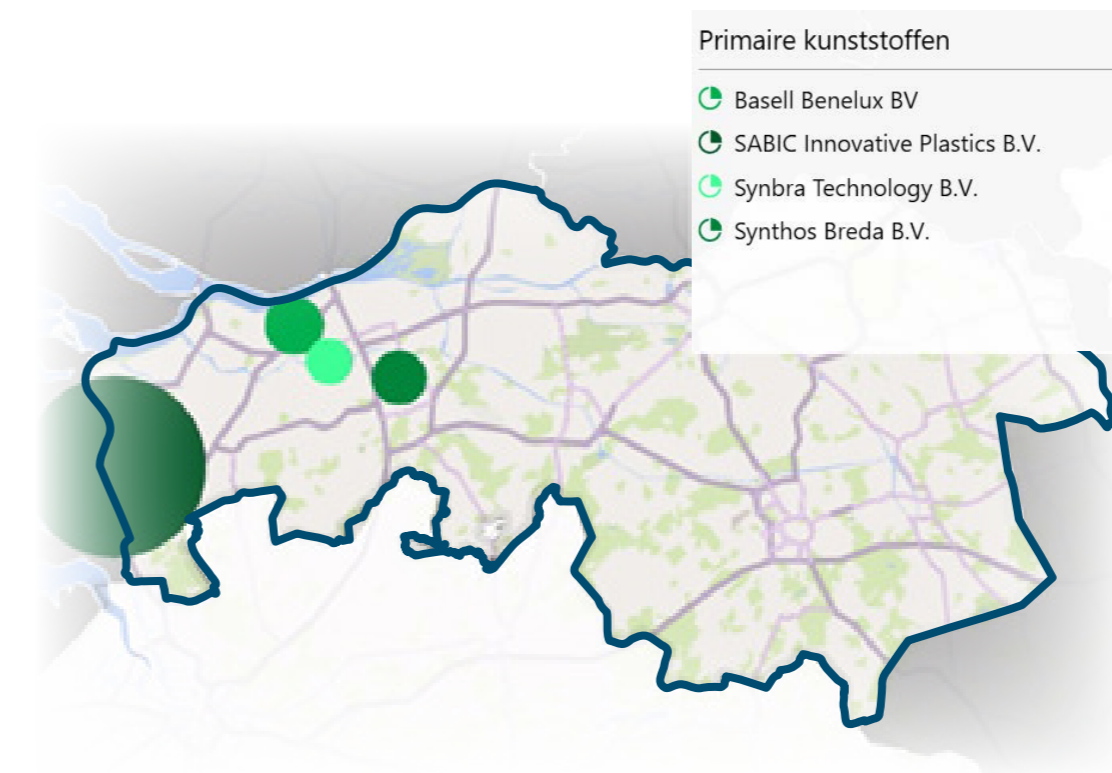 Primaire kunststoffen
Basell Benelux BV
SABIC Innovative Plastics B.V.
Synbra Technology B.V.
Synthos Breda B.V.